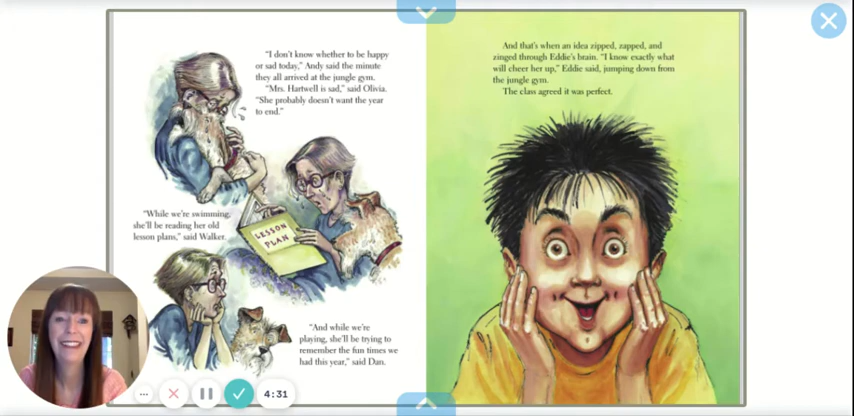 “I don’t know whether to be happy
or sad today,” Andy said the minute
they all arrived at the jungle gym.
“Mrs. Hartwell is sad,” said Olivia.
“She probably doesn’t want the year
to end.”
“While we’re swimming,
she’ll be reading her old
lesson plans,” said Walker.
LESSON
PLAN
“And while we’re
playing, she’ll be trying to
remember the fun times we
had this year,” said Dan.
And that’s when an idea zipped, zapped, and
zinged through Eddie’s brain. “I know exactly what
will cheer her up,” Eddie said, jumping down from
the jungle gym.
The class agreed it was perfect.
4:31